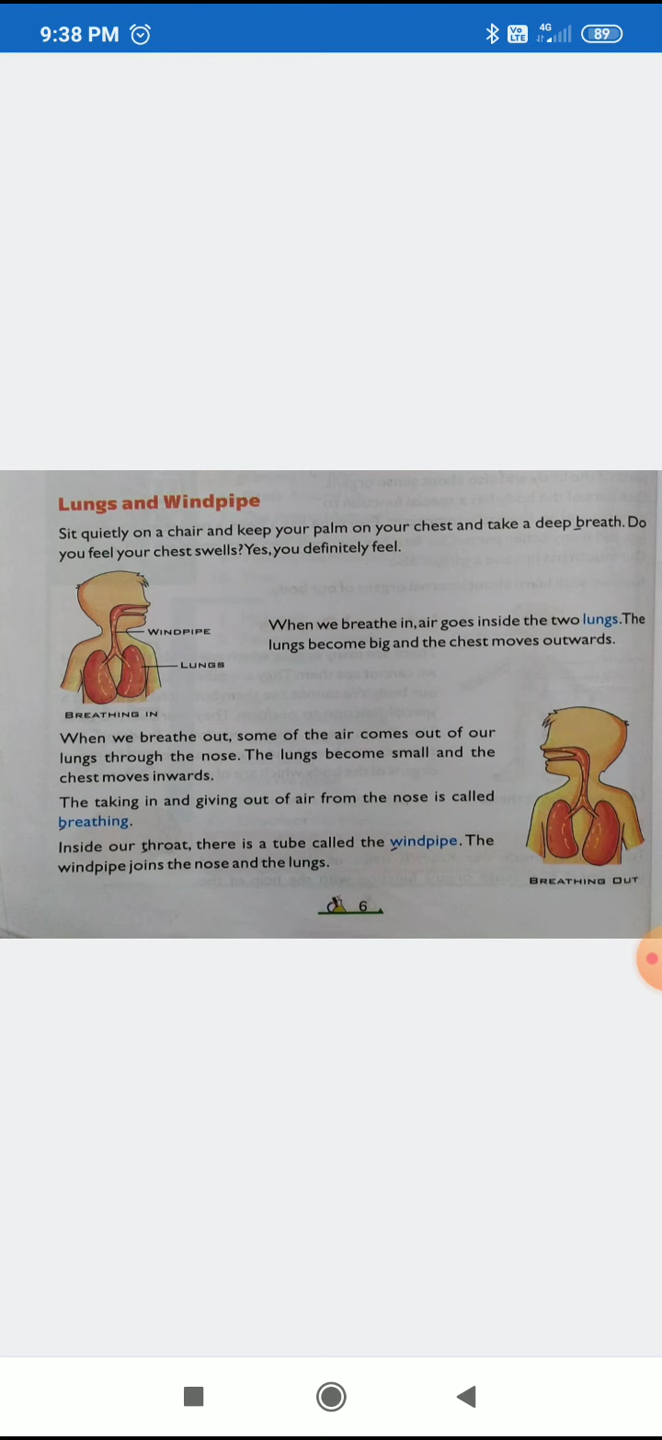 9:38 PM
Vo LTE 4G 89
Lungs and Windpipe
Sit quietly on a chair and keep your palm on your chest and take a deep breath. Do
you feel your chest swells? Yes, you definitely feel.
WINDPIPE
LUNGS
BREATHING IN
When we breathe in, air goes inside the two lungs. The
lungs become big and the chest moves outwards.
When we breathe out, some of the air comes out of our
lungs through the nose. The lungs become small and the
chest moves inwards.
The taking in and giving out of air from the nose is called
breathing.
Inside our throat, there is a tube called the windpipe. The
windpipe joins the nose and the lungs.
BREATHING OUT
6